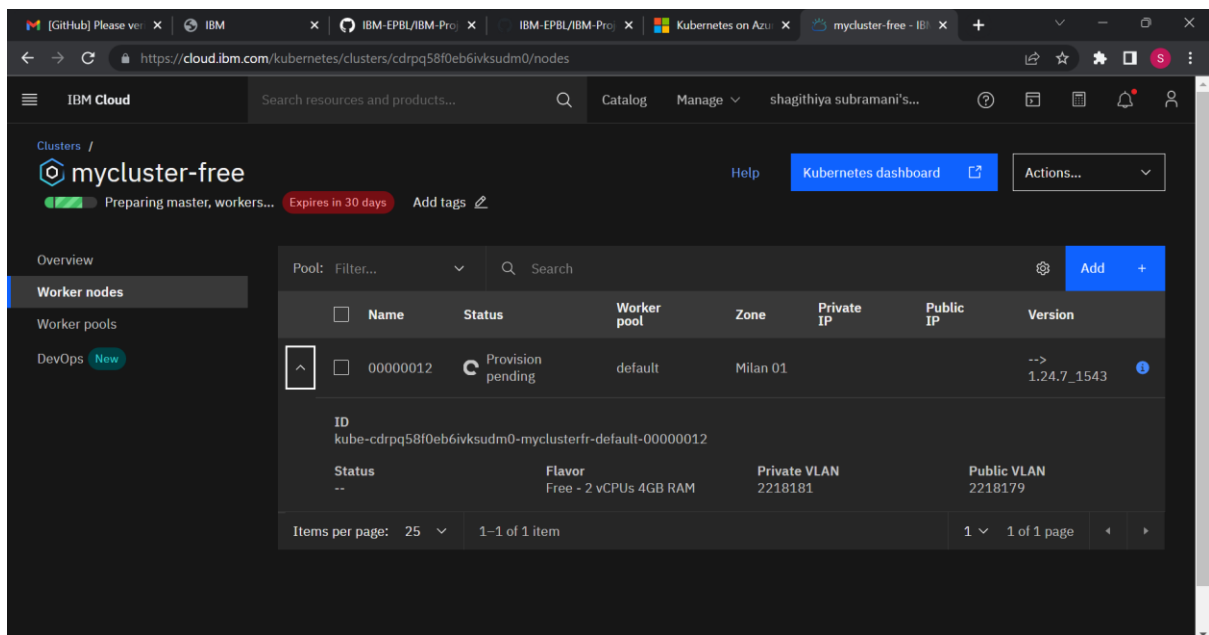 [GitHub] Please ver
IBM
IBM-EPBL/IBM-Proj
IBM-EPBL/IBM-Proj
Kubernetes on Azu
mycluster-free - IB
https://cloud.ibm.com/kubernetes/clusters/cdrpq58f0eb6ivksudm0/nodes
S
IBM Cloud
Search resources and products...
Catalog
Manage
shagithiya subramani's...
Clusters /
mycluster-free
Help
Kubernetes dashboard
Actions...
Preparing master, workers...
Expires in 30 days
Add tags
Overview
Worker nodes
Worker pools
DevOps New
Pool: Filter...
Search
Add +
Name
Status
Worker pool
Zone
Private IP
Public IP
Version
00000012
Provision pending
default
Milan 01
-->
1.24.7_1543
ID
kube-cdrpq58f0eb6ivksudm0-myclusterfr-default-00000012
Status
Flavor
Private VLAN
Public VLAN
--
Free - 2 vCPUs 4GB RAM
2218181
2218179
Items per page: 25
1–1 of 1 item
1
1 of 1 page